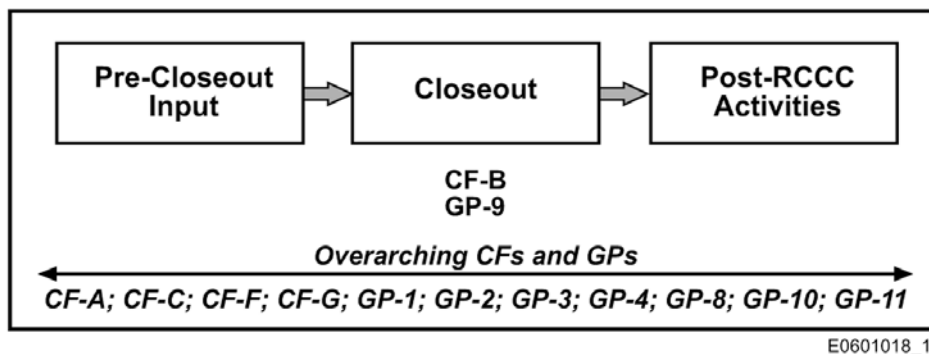 Pre-Closeout
Input
Closeout
Post-RCCC
Activities
CF-B
GP-9
Overarching CFs and GPs
CF-A; CF-C; CF-F; CF-G; GP-1; GP-2; GP-3; GP-4; GP-8; GP-10; GP-11
E0601018_1